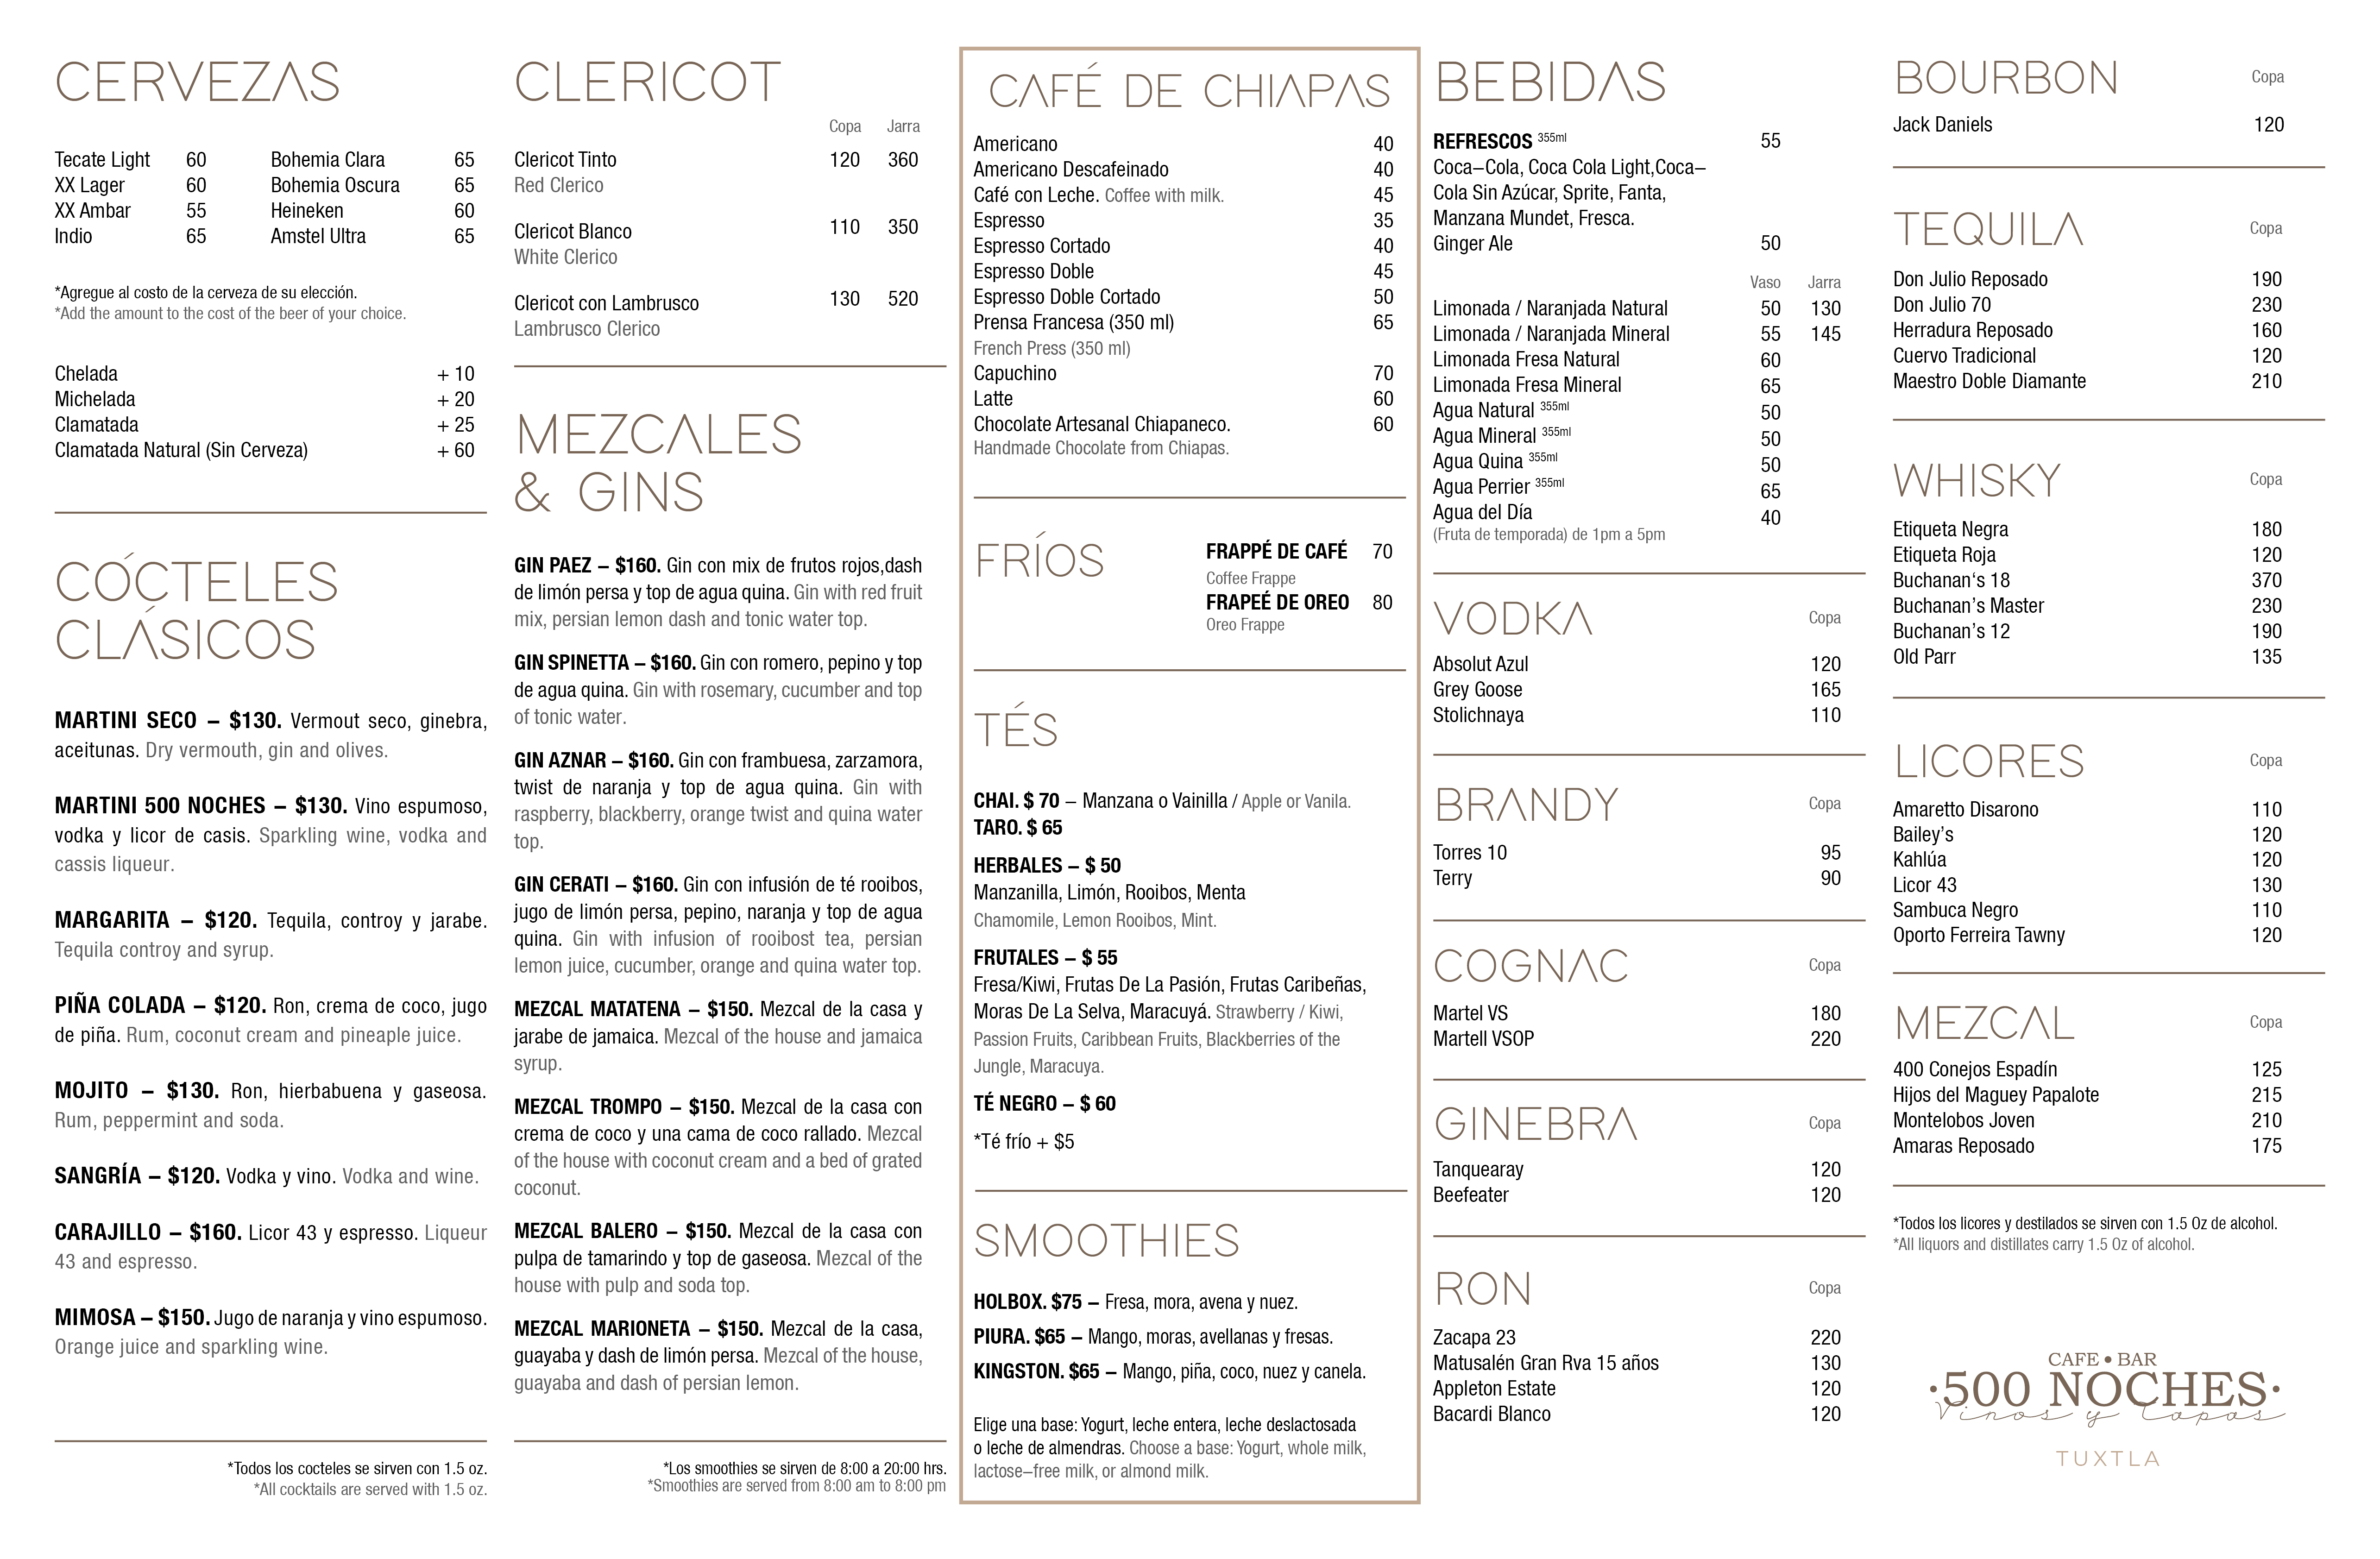 CERVEZAS
Tecate Light 60 Bohemia Clara 65
XX Lager 60 Bohemia Oscura 65
XX Ambar 55 Heineken 60
Indio 65 Amstel Ultra 65
*Agregue al costo de la cerveza de su elección.
*Add the amount to the cost of the beer of your choice.
Chelada + 10
Michelada + 20
Clamatada + 25
Clamatada Natural (Sin Cerveza) + 60
CÓCTELES
CLÁSICOS
MARTINI SECO – $130. Vermout seco, ginebra,
aceitunas. Dry vermouth, gin and olives.
MARTINI 500 NOCHES – $130. Vino espumoso,
vodka y licor de casis. Sparkling wine, vodka and
cassis liqueur.
MARGARITA – $120. Tequila, controy y jarabe.
Tequila controy and syrup.
PIÑA COLADA – $120. Ron, crema de coco, jugo
de piña. Rum, coconut cream and pineaple juice.
MOJITO – $130. Ron, hierbabuena y gaseosa.
Rum, peppermint and soda.
SANGRÍA – $120. Vodka y vino. Vodka and wine.
CARAJILLO – $160. Licor 43 y espresso. Liqueur
43 and espresso.
MIMOSA – $150. Jugo de naranja y vino espumoso.
Orange juice and sparkling wine.
*Todos los cocteles se sirven con 1.5 oz.
*All cocktails are served with 1.5 oz.
CLERICOT
Copa Jarra
Clericot Tinto 120 360
Red Clerico
Clericot Blanco 110 350
White Clerico
Clericot con Lambrusco 130 520
Lambrusco Clerico
MEZCALES
& GINS
GIN PAEZ – $160. Gin con mix de frutos rojos,dash
de limón persa y top de agua quina. Gin with red fruit
mix, persian lemon dash and tonic water top.
GIN SPINETTA – $160. Gin con romero, pepino y top
de agua quina. Gin with rosemary, cucumber and top
of tonic water.
GIN AZNAR – $160. Gin con frambuesa, zarzamora,
twist de naranja y top de agua quina. Gin with
raspberry, blackberry, orange twist and quina water
top.
GIN CERATI – $160. Gin con infusión de té rooibos,
jugo de limón persa, pepino, naranja y top de agua
quina. Gin with infusion of rooibost tea, persian
lemon juice, cucumber, orange and quina water top.
MEZCAL MATATENA – $150. Mezcal de la casa y
jarabe de jamaica. Mezcal of the house and jamaica
syrup.
MEZCAL TROMPO – $150. Mezcal de la casa con
crema de coco y una cama de coco rallado. Mezcal
of the house with coconut cream and a bed of grated
coconut.
MEZCAL BALERO – $150. Mezcal de la casa con
pulpa de tamarindo y top de gaseosa. Mezcal of the
house with pulp and soda top.
MEZCAL MARIONETA – $150. Mezcal de la casa,
guayaba y dash de limón persa. Mezcal of the house,
guayaba and dash of persian lemon.
*Los smoothies se sirven de 8:00 a 20:00 hrs.
*Smoothies are served from 8:00 am to 8:00 pm
CAFÉ DE CHIAPAS
Americano 40
Americano Descafeinado 40
Café con Leche. Coffee with milk. 45
Espresso 35
Espresso Cortado 40
Espresso Doble 45
Espresso Doble Cortado 50
Prensa Francesa (350 ml) 65
French Press (350 ml)
Capuchino 70
Latte 60
Chocolate Artesanal Chiapaneco. 60
Handmade Chocolate from Chiapas.
FRÍOS
FRAPPÉ DE CAFÉ 70
Coffee Frappe
FRAPEÉ DE OREO 80
Oreo Frappe
TÉS
CHAI. $ 70 – Manzana o Vainilla / Apple or Vanila.
TARO. $ 65
HERBALES – $ 50
Manzanilla, Limón, Rooibos, Menta
Chamomile, Lemon Rooibos, Mint.
FRUTALES – $ 55
Fresa/Kiwi, Frutas De La Pasión, Frutas Caribeñas,
Moras De La Selva, Maracuyá. Strawberry / Kiwi,
Passion Fruits, Caribbean Fruits, Blackberries of the
Jungle, Maracuya.
TÉ NEGRO – $ 60
*Té frío + $5
SMOOTHIES
HOLBOX. $75 – Fresa, mora, avena y nuez.
PIURA. $65 – Mango, moras, avellanas y fresas.
KINGSTON. $65 – Mango, piña, coco, nuez y canela.
Elige una base: Yogurt, leche entera, leche deslactosada
o leche de almendras. Choose a base: Yogurt, whole milk,
lactose–free milk, or almond milk.
BEBIDAS
REFRESCOS 355ml 55
Coca–Cola, Coca Cola Light,Coca–
Cola Sin Azúcar, Sprite, Fanta,
Manzana Mundet, Fresca.
Ginger Ale 50
Vaso Jarra
Limonada / Naranjada Natural 50 130
Limonada / Naranjada Mineral 55 145
Limonada Fresa Natural 60
Limonada Fresa Mineral 65
Agua Natural 355ml 50
Agua Mineral 355ml 50
Agua Quina 355ml 50
Agua Perrier 355ml 65
Agua del Día 40
(Fruta de temporada) de 1pm a 5pm
VODKA Copa
Absolut Azul 120
Grey Goose 165
Stolichnaya 110
BRANDY Copa
Torres 10 95
Terry 90
COGNAC Copa
Martel VS 180
Martell VSOP 220
GINEBRA Copa
Tanquearay 120
Beefeater 120
RON Copa
Zacapa 23 220
Matusalén Gran Rva 15 años 130
Appleton Estate 120
Bacardi Blanco 120
BOURBON Copa
Jack Daniels 120
TEQUILA Copa
Don Julio Reposado 190
Don Julio 70 230
Herradura Reposado 160
Cuervo Tradicional 120
Maestro Doble Diamante 210
WHISKY Copa
Etiqueta Negra 180
Etiqueta Roja 120
Buchanan‘s 18 370
Buchanan’s Master 230
Buchanan’s 12 190
Old Parr 135
LICORES Copa
Amaretto Disarono 110
Bailey’s 120
Kahlúa 120
Licor 43 130
Sambuca Negro 110
Oporto Ferreira Tawny 120
MEZCAL Copa
400 Conejos Espadín 125
Hijos del Maguey Papalote 215
Montelobos Joven 210
Amaras Reposado 175
*Todos los licores y destilados se sirven con 1.5 Oz de alcohol.
*All liquors and distillates carry 1.5 Oz of alcohol.
CAFE • BAR
•500 NOCHES•
Vinos y Tapas
TUXTLA